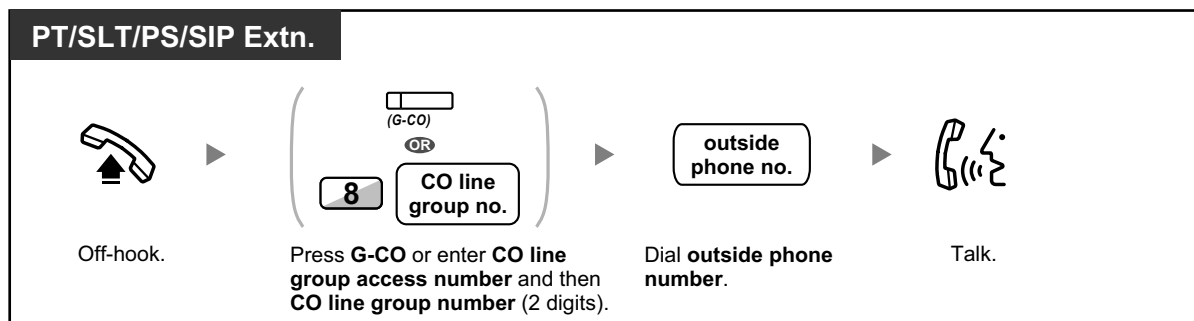 PT/SLT/PS/SIP Extn.
(G-CO)
OR
8
CO line
group no.
outside
phone no.
Off-hook.
Press G-CO or enter CO line
group access number and then
CO line group number (2 digits).
Dial outside phone
number.
Talk.